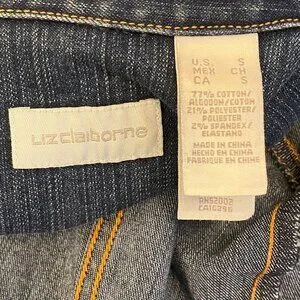 lizclaiborne
U.S. S
MEX CH
CA S
77% COTTON/
ALGODON/COTON
21% POLYESTER/
POLIESTER
2% SPANDEX/
ELASTANO
MADE IN CHINA
HECHO EN CHINA
FABRIQUE EN CHINE
RN52002